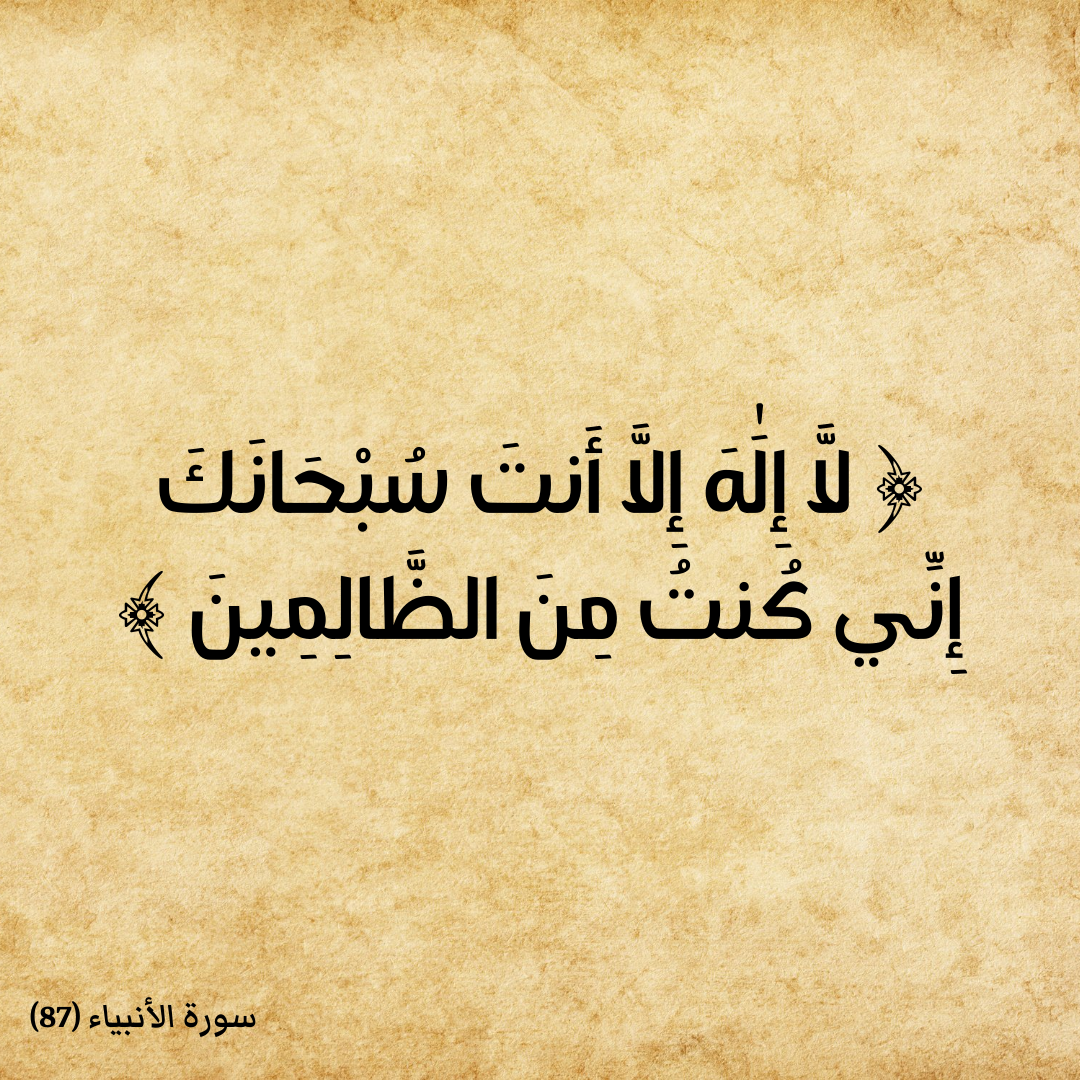 ﴿ لَّا إِلَٰهَ إِلَّا أَنتَ سُبْحَانَكَ
إِنِّي كُنتُ مِنَ الظَّالِمِينَ ﴾
سورة الأنبياء (87)